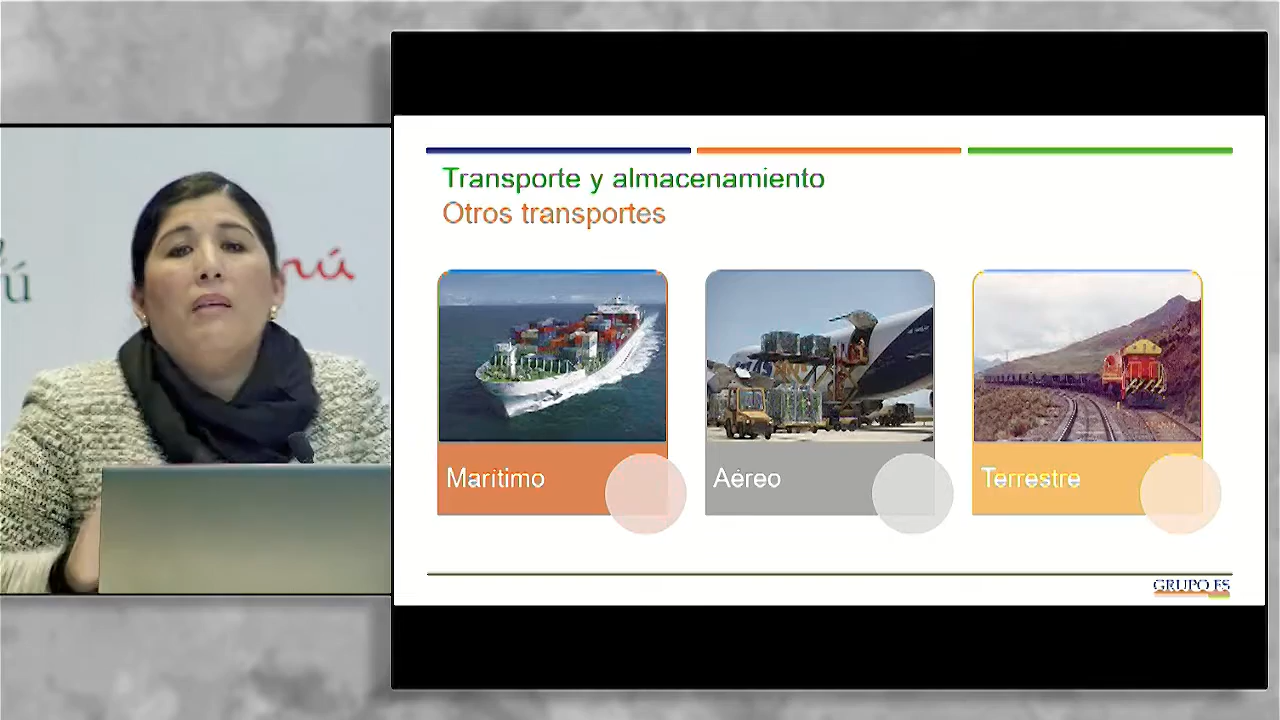 Transporte y almacenamiento
Otros transportes
Marítimo
Aéreo
Terrestre
GRUPO ES